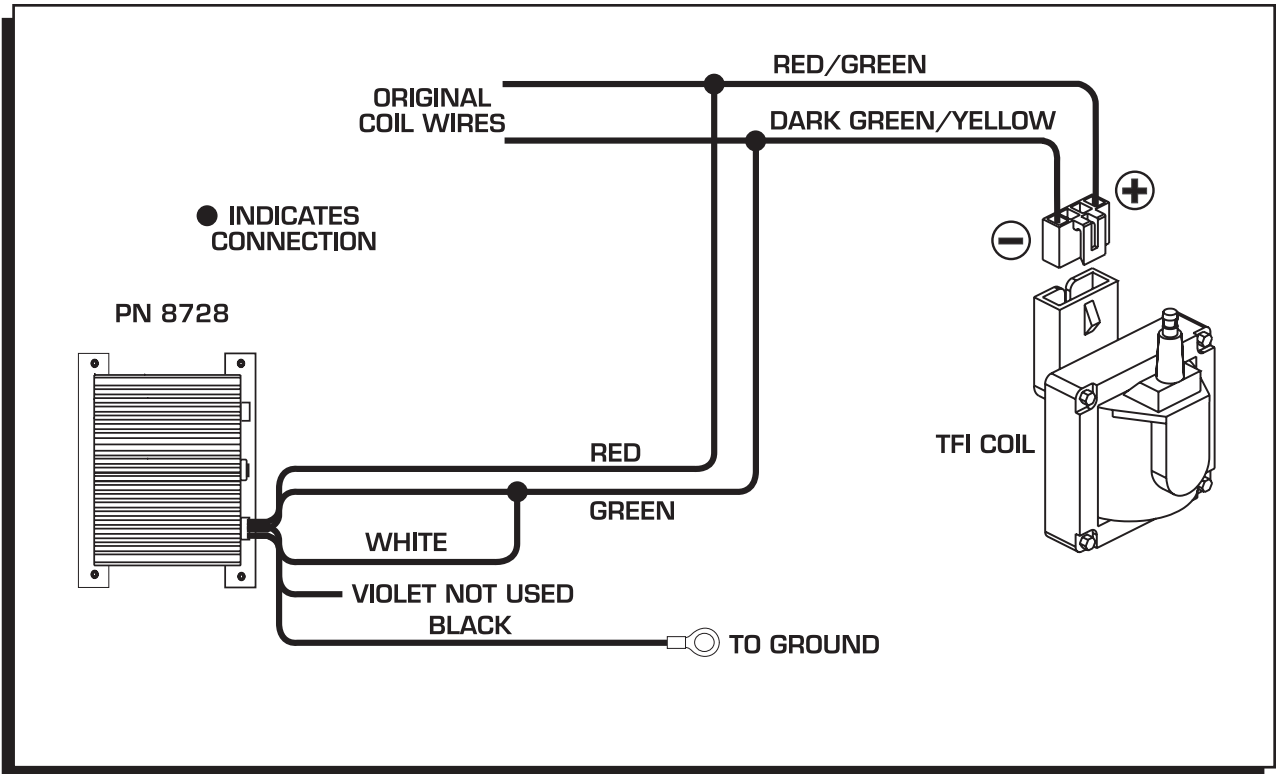 RED/GREEN
ORIGINAL
COIL WIRES
DARK GREEN/YELLOW
INDICATES
CONNECTION
PN 8728
TFI COIL
RED
GREEN
WHITE
VIOLET NOT USED
BLACK
TO GROUND